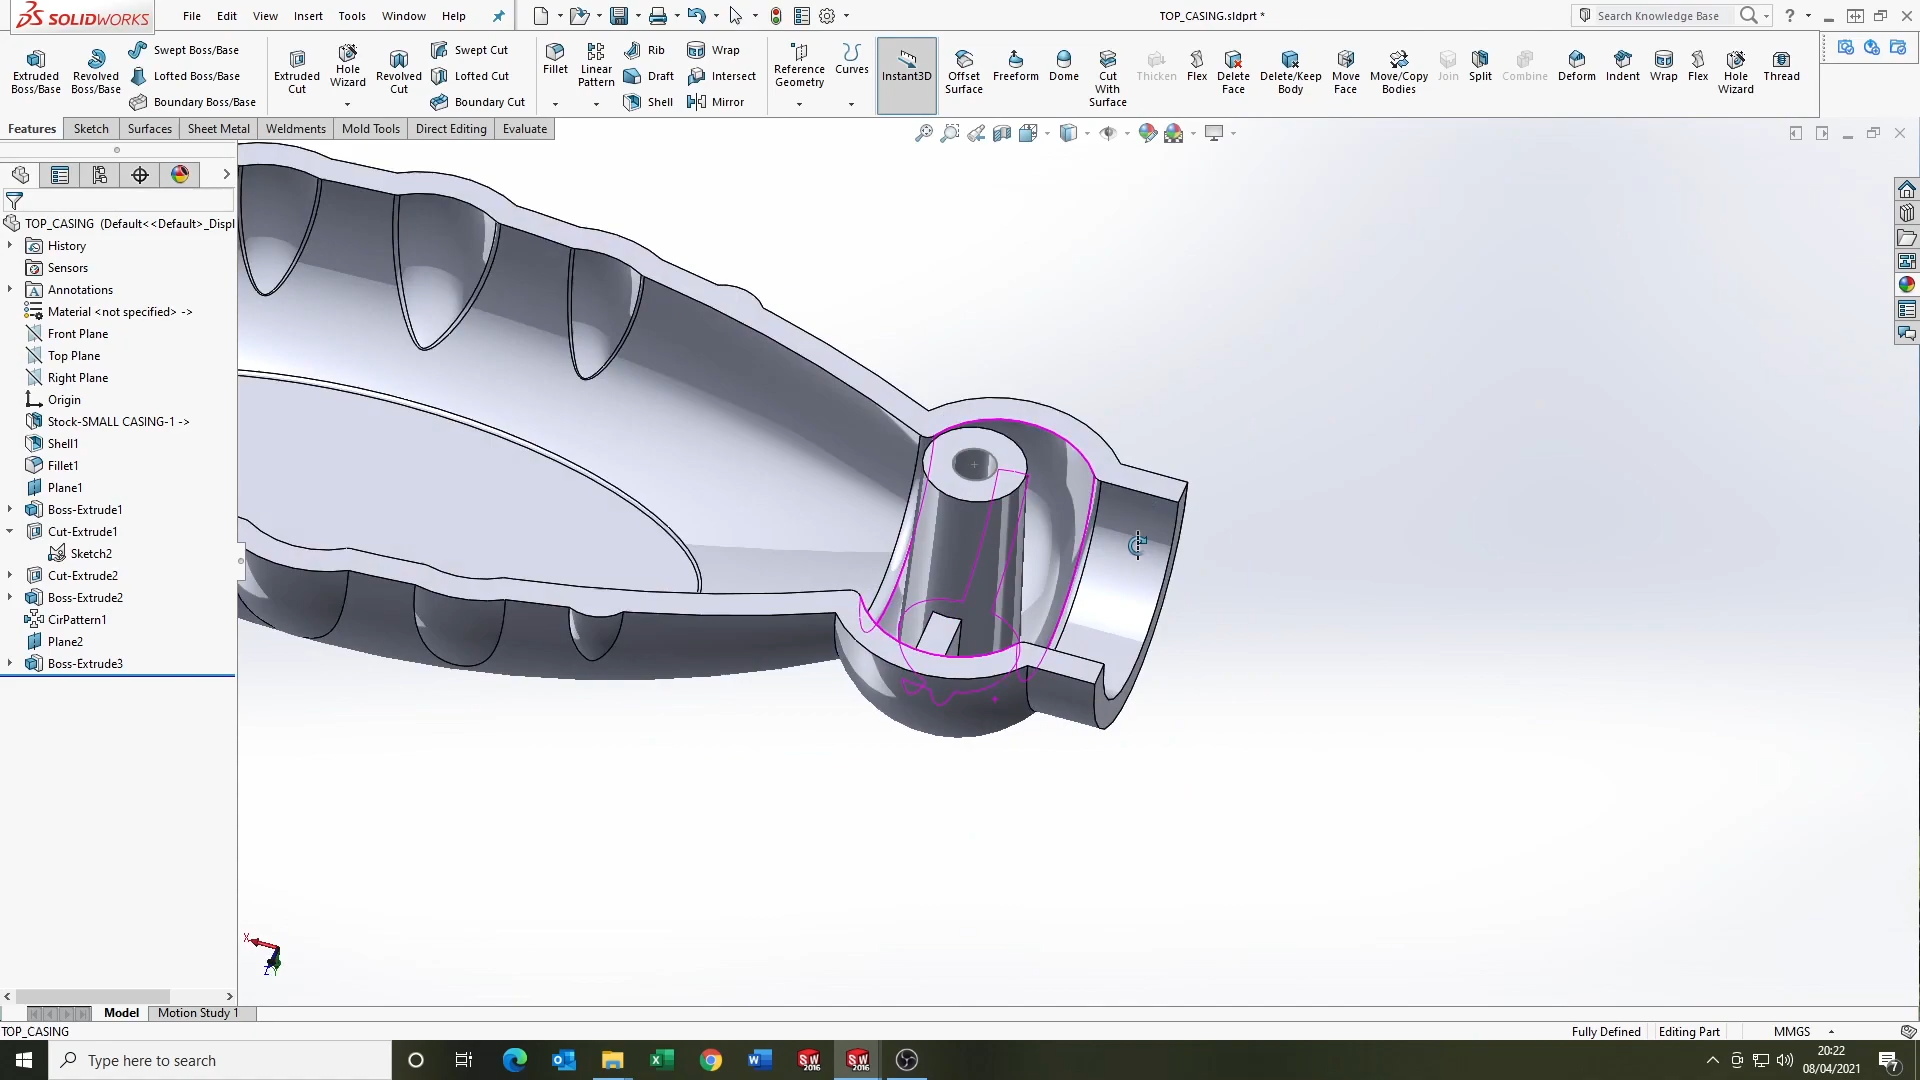 SOLIDWORKS
File Edit View Insert Tools Window Help
TOP_CASING.sldprt *
Search Knowledge Base
Extruded Boss/Base
Revolved Boss/Base
Swept Boss/Base
Lofted Boss/Base
Boundary Boss/Base
Extruded Cut
Hole Wizard
Revolved Cut
Swept Cut
Lofted Cut
Boundary Cut
Fillet
Linear Pattern
Rib
Draft
Shell
Wrap
Intersect
Mirror
Reference Geometry
Curves
Instant3D
Offset Surface
Freeform
Dome
Cut With Surface
Thicken
Flex
Delete Face
Delete/Keep Body
Move Face
Move/Copy Bodies
Join
Split
Combine
Deform
Indent
Wrap
Flex
Hole Wizard
Thread
Features Sketch Surfaces Sheet Metal Weldments Mold Tools Direct Editing Evaluate
TOP_CASING (Default<<Default>_Displ
History
Sensors
Annotations
Material <not specified> ->
Front Plane
Top Plane
Right Plane
Origin
Stock-SMALL CASING-1 ->
Shell1
Fillet1
Plane1
Boss-Extrude1
Cut-Extrude1
Sketch2
Cut-Extrude2
Boss-Extrude2
CirPattern1
Plane2
Boss-Extrude3
X
Z
Y
Model Motion Study 1
TOP_CASING
Fully Defined Editing Part MMGS
Type here to search
SW 2016
SW 2016
20:22
08/04/2021
7